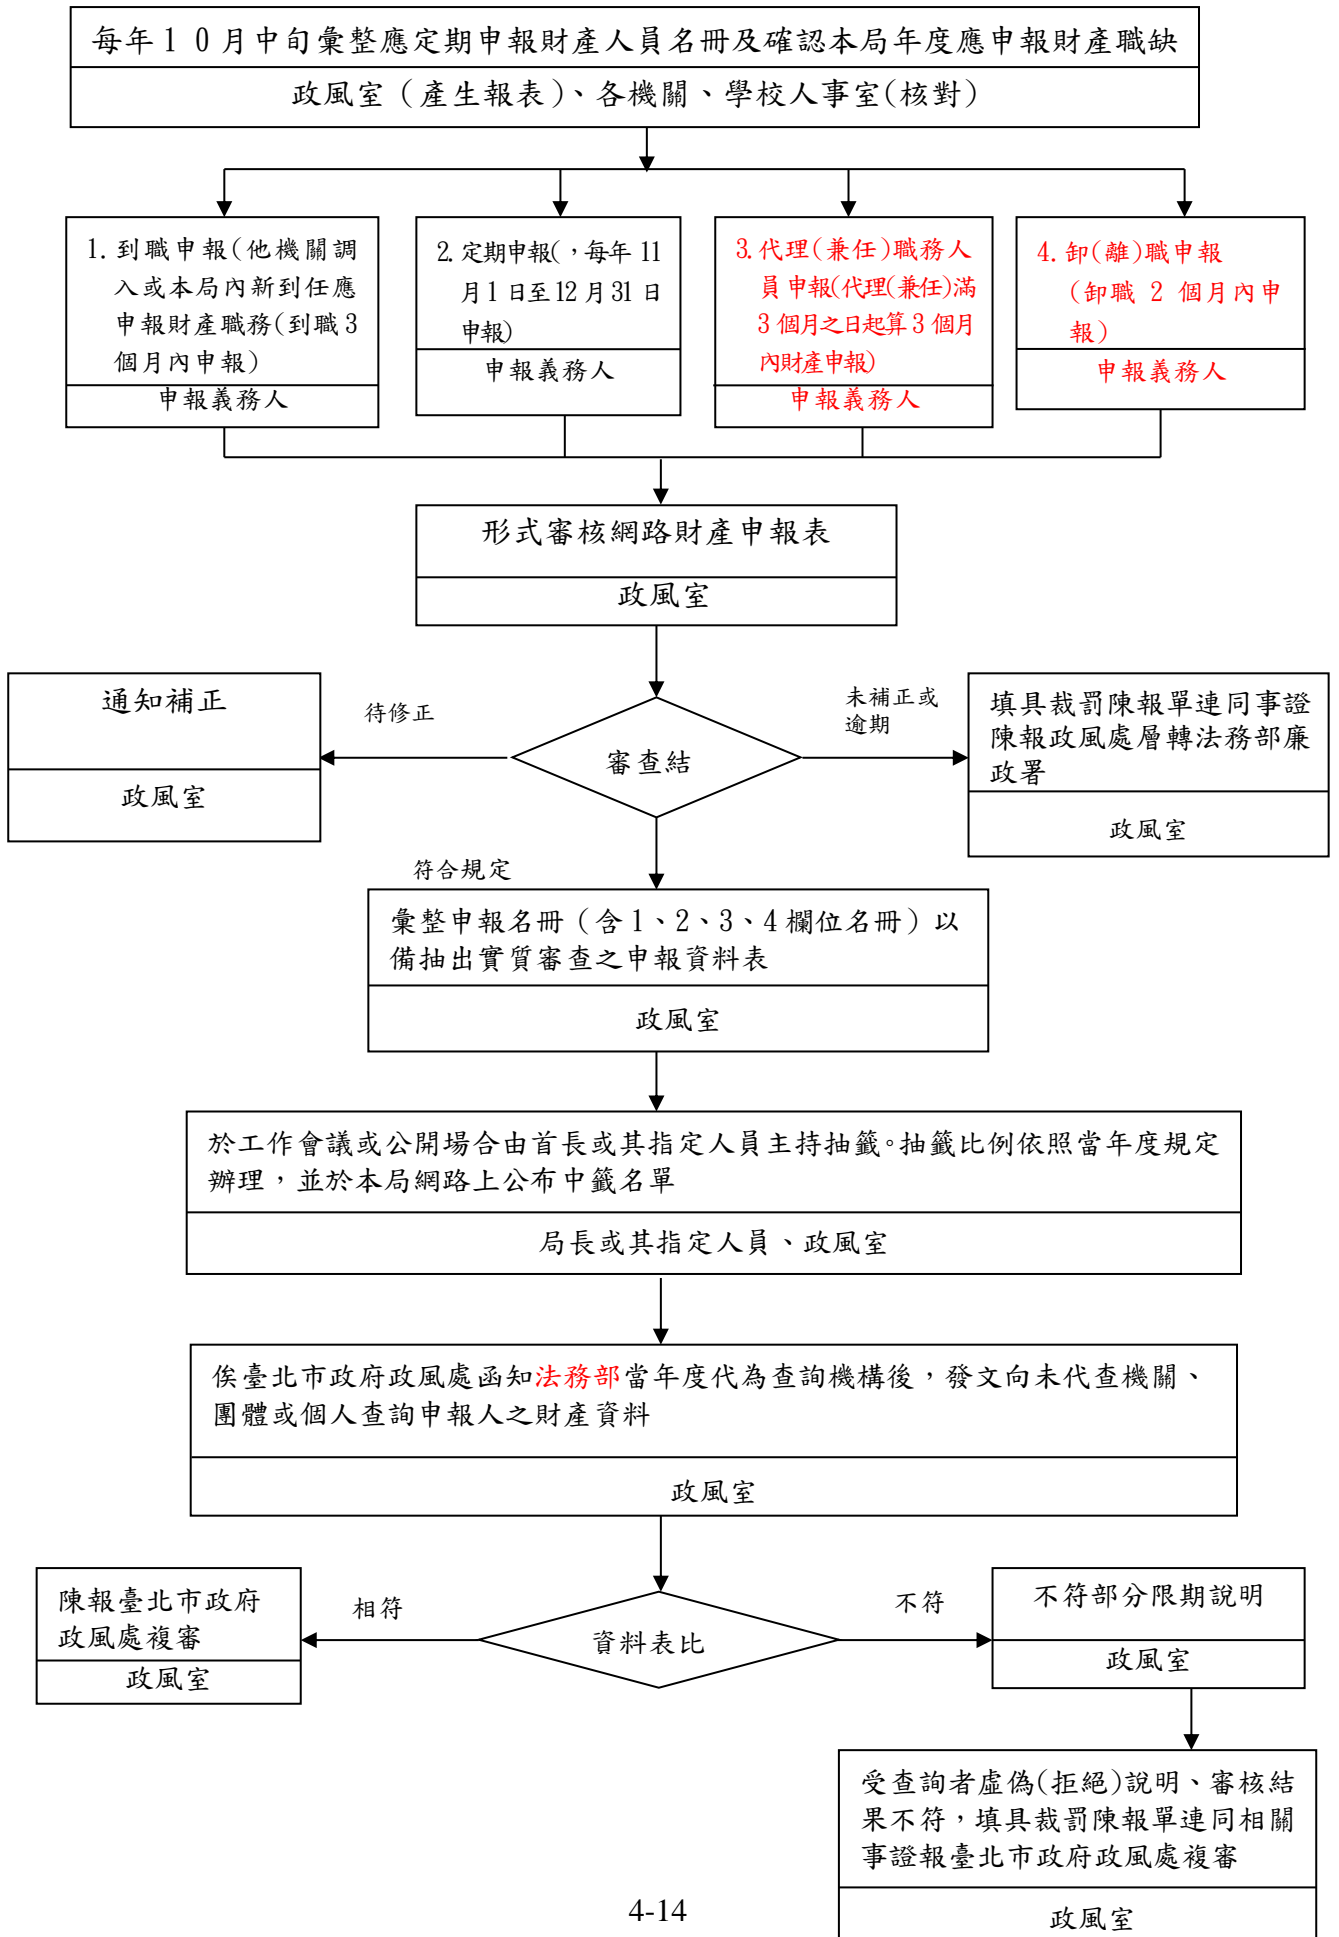 每年10月中旬彙整應定期申報財產人員名冊及確認本局年度應申報財產職缺
政風室（產生報表）、各機關、學校人事室(核對)
1. 到職申報(他機關調
入或本局內新到任應
申報財產職務(到職3
個月內申報)
申報義務人
2. 定期申報(，每年11
月1日至12月31日
申報)
申報義務人
3. 代理(兼任)職務人
員申報(代理(兼任)滿
3個月之日起算3個月
內財產申報)
申報義務人
4. 卸(離)職申報
(卸職 2 個月內申
報)
申報義務人
形式審核網路財產申報表
政風室
通知補正
政風室
待修正
審查結
未補正或
逾期
填具裁罰陳報單連同事證
陳報政風處層轉法務部廉
政署
政風室
符合規定
彙整申報名冊（含1、2、3、4欄位名冊）以
備抽出實質審查之申報資料表
政風室
於工作會議或公開場合由首長或其指定人員主持抽籤。抽籤比例依照當年度規定
辦理，並於本局網路上公布中籤名單
局長或其指定人員、政風室
俟臺北市政府政風處函知法務部當年度代為查詢機構後，發文向未代查機關、
團體或個人查詢申報人之財產資料
政風室
陳報臺北市政府
政風處複審
政風室
相符
資料表比
不符
不符部分限期說明
政風室
受查詢者虛偽(拒絕)說明、審核結
果不符，填具裁罰陳報單連同相關
事證報臺北市政府政風處複審
政風室
4-14